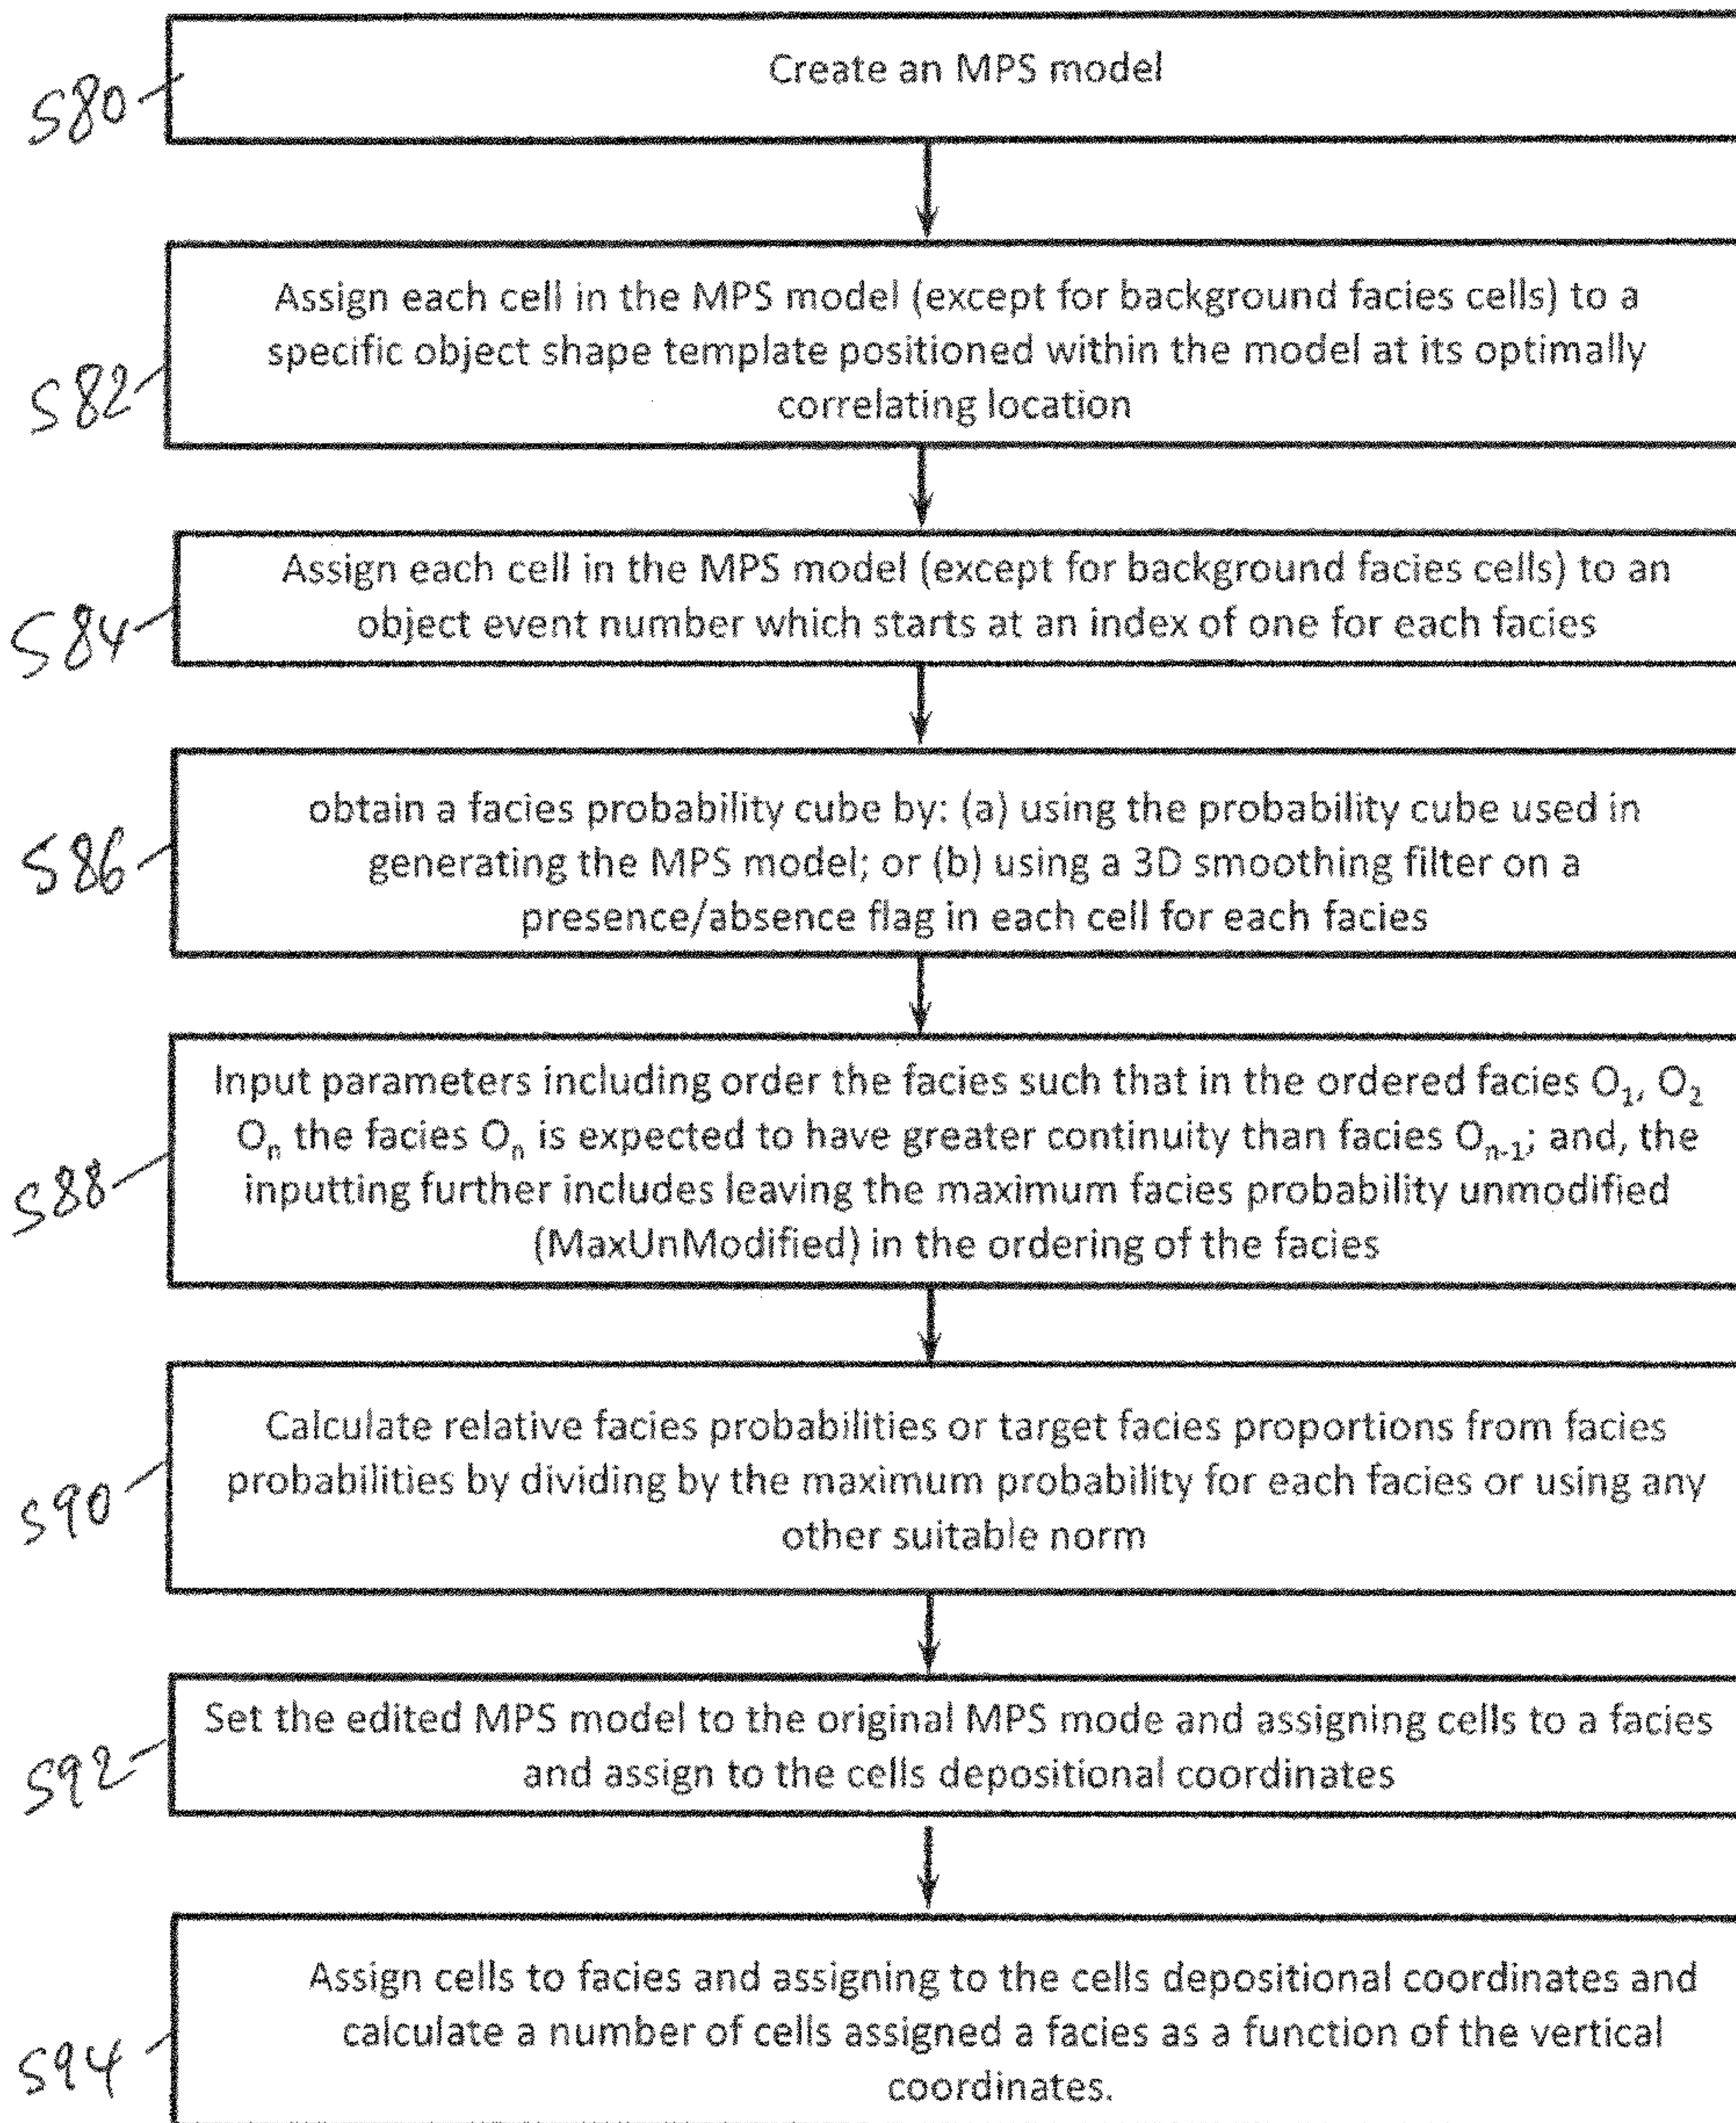 S80
Create an MPS model
S82
Assign each cell in the MPS model (except for background facies cells) to a
specific object shape template positioned within the model at its optimally
correlating location
S84
Assign each cell in the MPS model (except for background facies cells) to an
object event number which starts at an index of one for each facies
S86
obtain a facies probability cube by: (a) using the probability cube used in
generating the MPS model; or (b) using a 3D smoothing filter on a
presence/absence flag in each cell for each facies
S88
Input parameters including order the facies such that in the ordered facies O₁, O₂
Oₙ the facies Oₙ is expected to have greater continuity than facies Oₙ₋₁; and, the
inputting further includes leaving the maximum facies probability unmodified
(MaxUnModified) in the ordering of the facies
S90
Calculate relative facies probabilities or target facies proportions from facies
probabilities by dividing by the maximum probability for each facies or using any
other suitable norm
S92
Set the edited MPS model to the original MPS mode and assigning cells to a facies
and assign to the cells depositional coordinates
S94
Assign cells to facies and assigning to the cells depositional coordinates and
calculate a number of cells assigned a facies as a function of the vertical
coordinates.